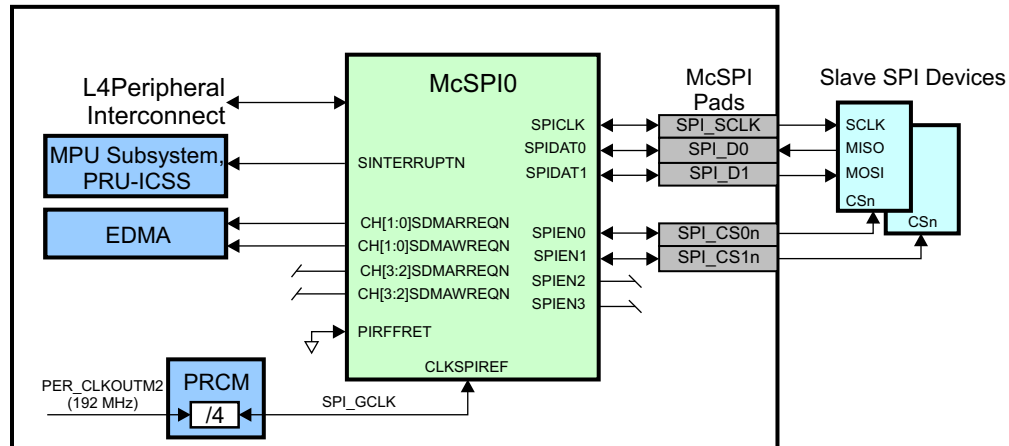 McSPI0
L4Peripheral
Interconnect
MPU Subsystem,
PRU-ICSS
EDMA
SINTERRUPTN
CH[1:0]SDMARREQN
CH[1:0]SDMAWREQN
CH[3:2]SDMARREQN
CH[3:2]SDMAWREQN
PIRFFRET
CLKSPIREF
SPICLK
SPIDAT0
SPIDAT1
SPIEN0
SPIEN1
SPIEN2
SPIEN3
McSPI
Pads
SPI_SCLK
SPI_D0
SPI_D1
SPI_CS0n
SPI_CS1n
Slave SPI Devices
SCLK
MISO
MOSI
CSn
CSn
PER_CLKOUTM2
(192 MHz)
PRCM
/4
SPI_GCLK